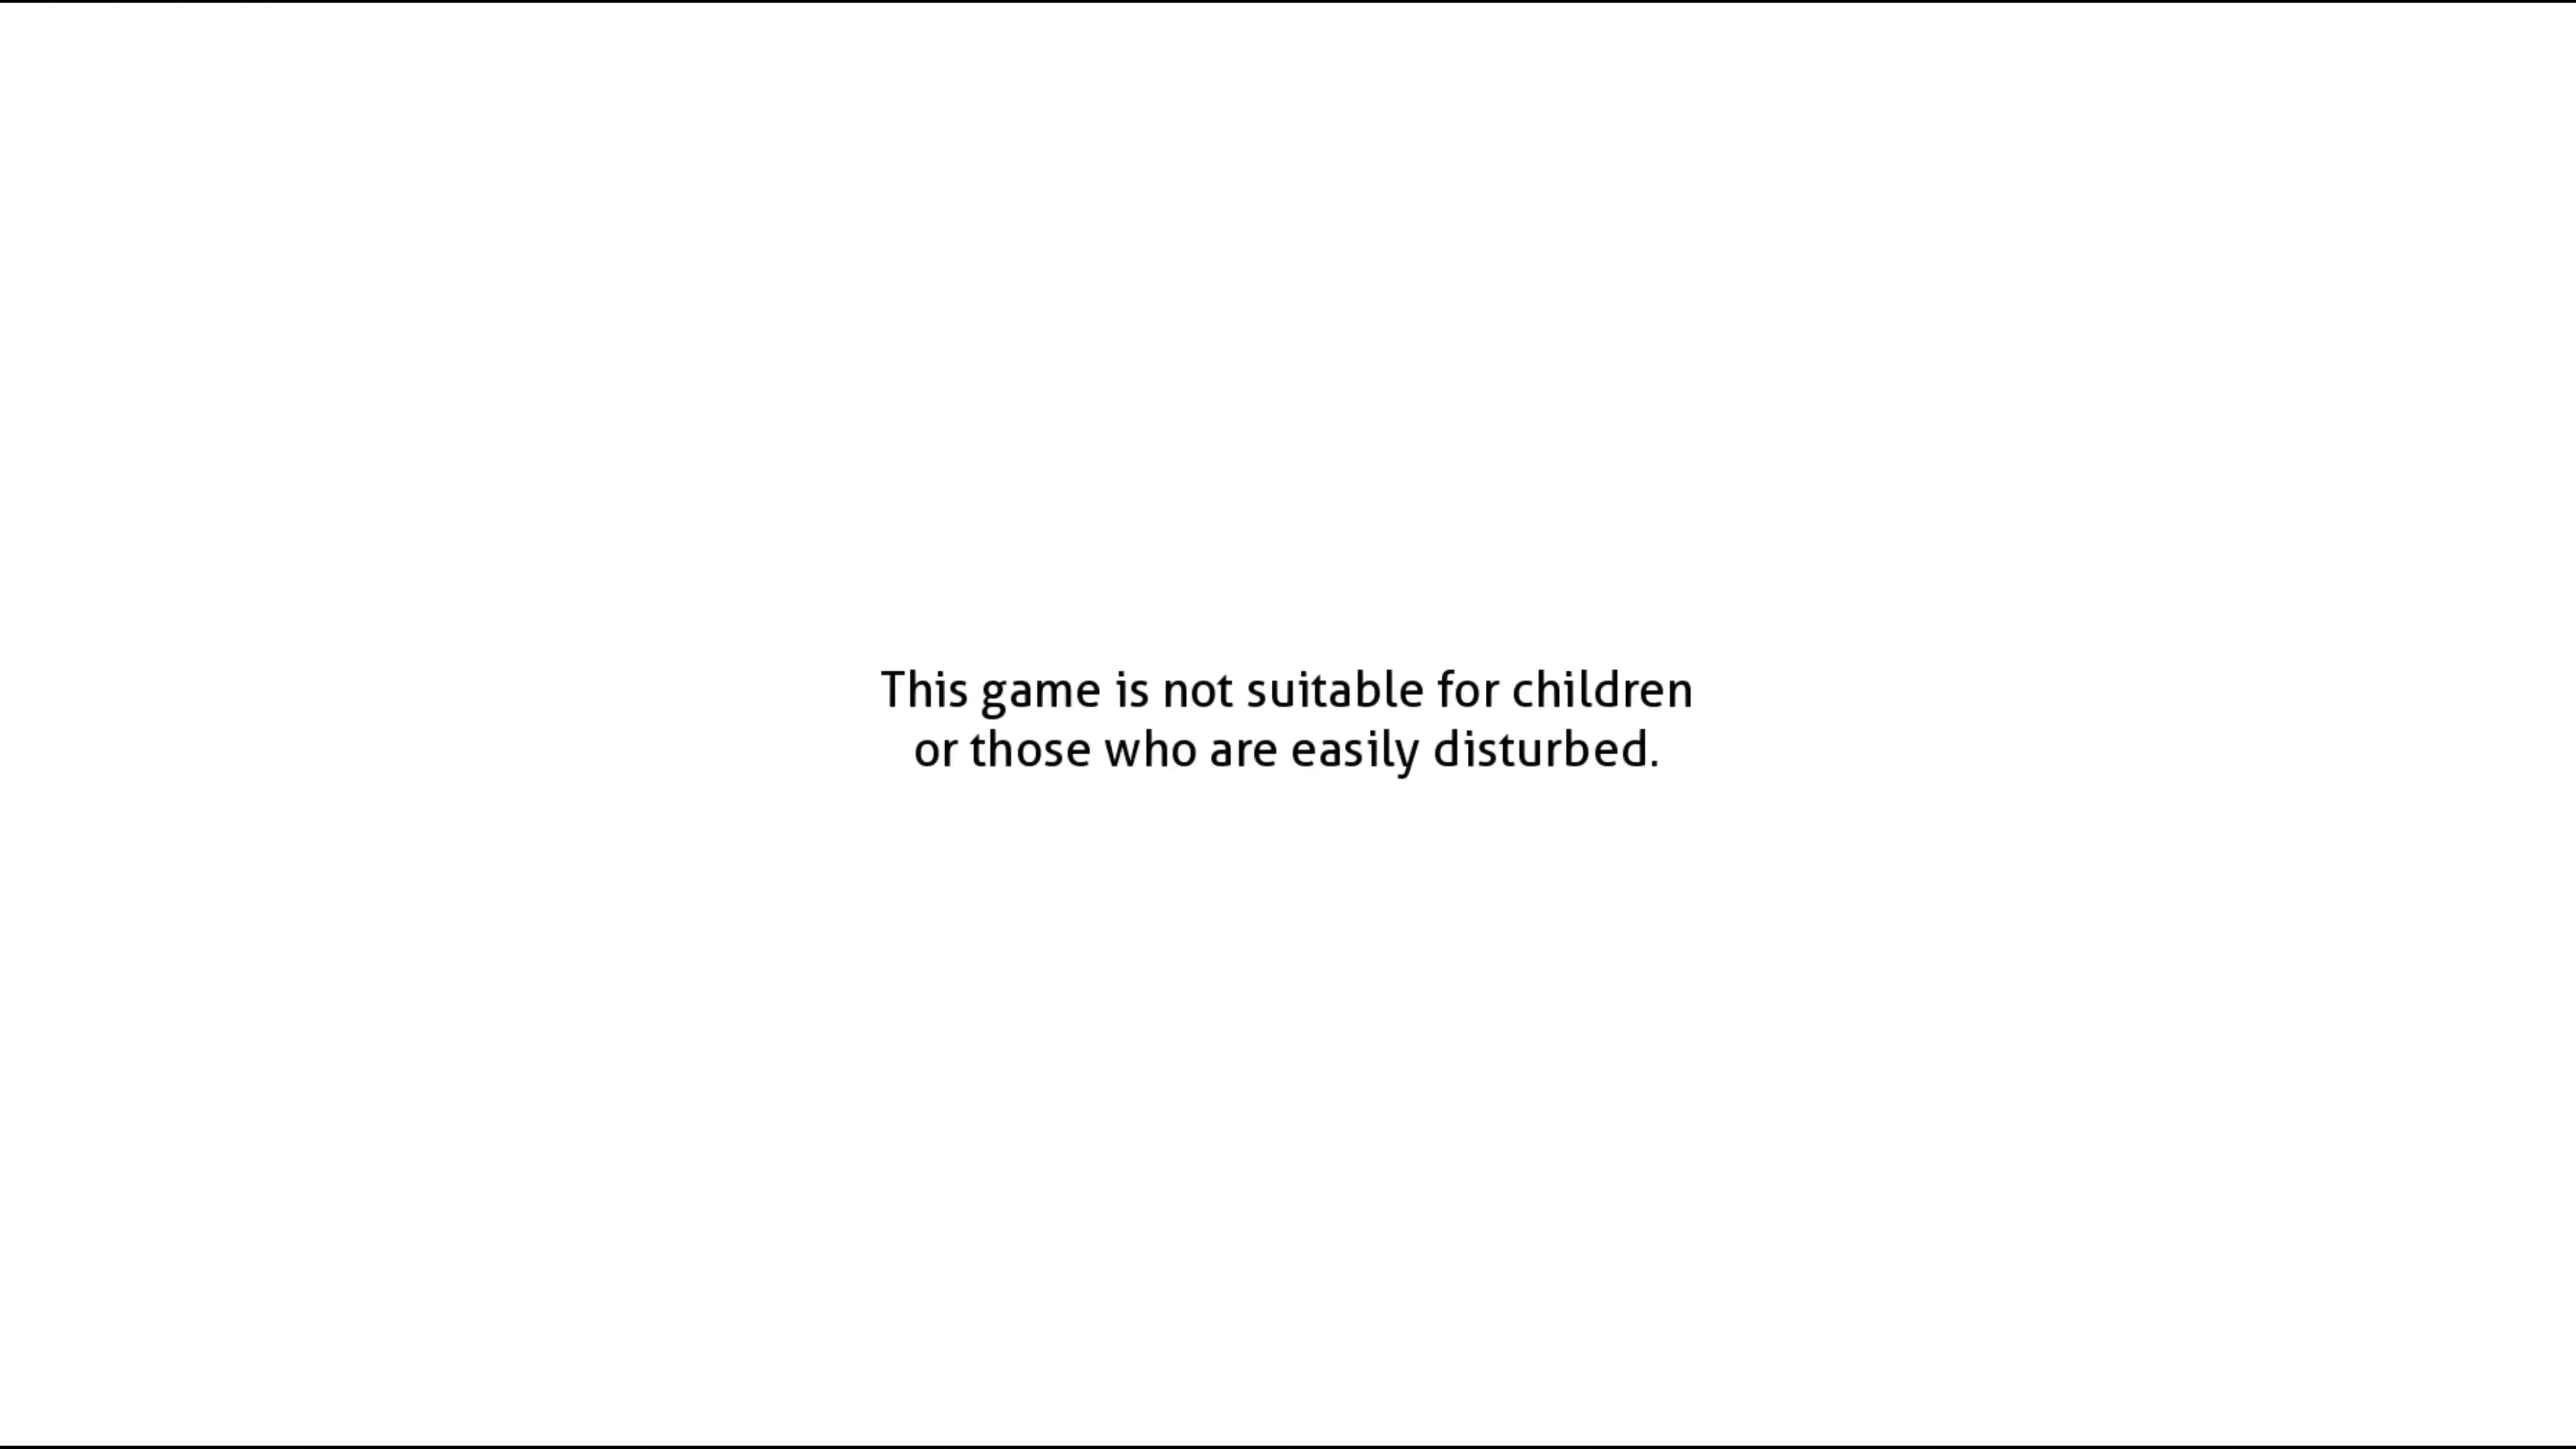 This game is not suitable for children
or those who are easily disturbed.